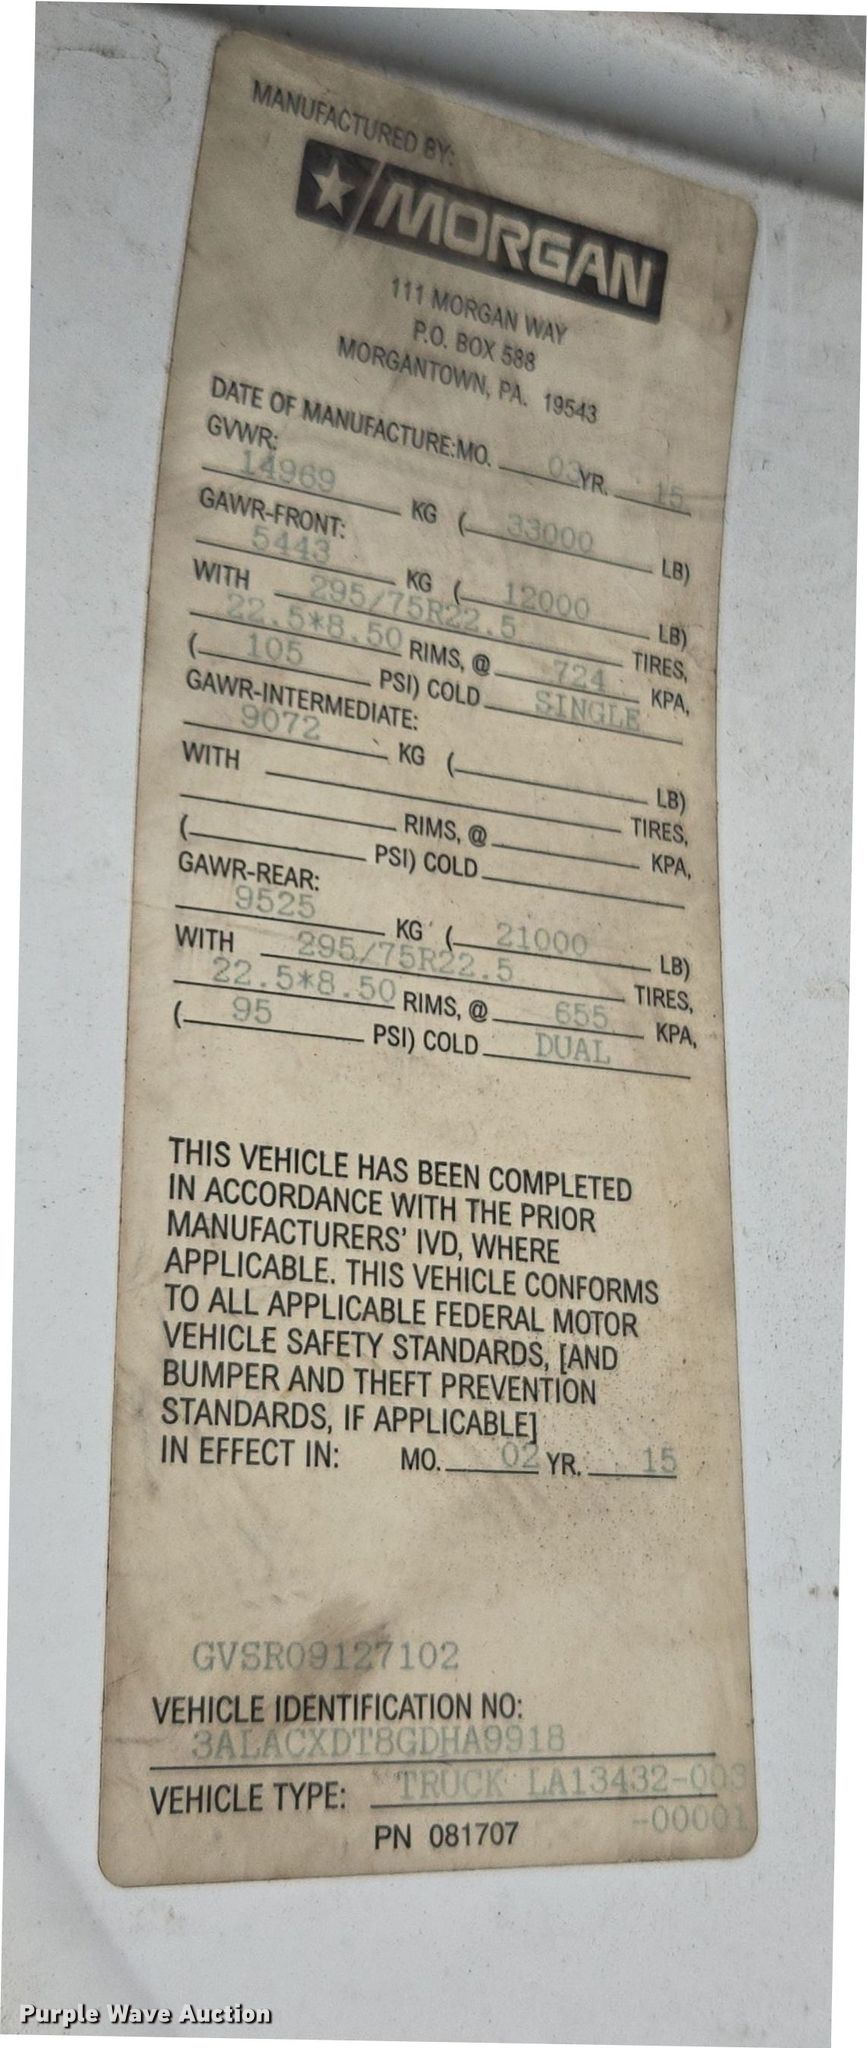 MANUFACTURED BY:
MORGAN
111 MORGAN WAY
P.O. BOX 588
MORGANTOWN, PA. 19543
DATE OF MANUFACTURE:MO. 03 YR. 15
GVWR:
14969 KG ( 33000 LB)
GAWR-FRONT:
5443 KG ( 12000 LB)
WITH 295/75R22.5 TIRES,
22.5*8.50 RIMS, @ 724 KPA,
( 105 PSI) COLD SINGLE
GAWR-INTERMEDIATE:
9072 KG ( LB)
WITH TIRES,
RIMS, @ KPA,
( PSI) COLD
GAWR-REAR:
9525 KG ( 21000 LB)
WITH 295/75R22.5 TIRES,
22.5*8.50 RIMS, @ 655 KPA,
( 95 PSI) COLD DUAL
THIS VEHICLE HAS BEEN COMPLETED
IN ACCORDANCE WITH THE PRIOR
MANUFACTURERS' IVD, WHERE
APPLICABLE. THIS VEHICLE CONFORMS
TO ALL APPLICABLE FEDERAL MOTOR
VEHICLE SAFETY STANDARDS, [AND
BUMPER AND THEFT PREVENTION
STANDARDS, IF APPLICABLE]
IN EFFECT IN: MO. 02 YR. 15
GVSR09127102
VEHICLE IDENTIFICATION NO:
3ALACXDT8GDHA9918
VEHICLE TYPE: TRUCK LA13432-003
-00001
PN 081707
Purple Wave Auction